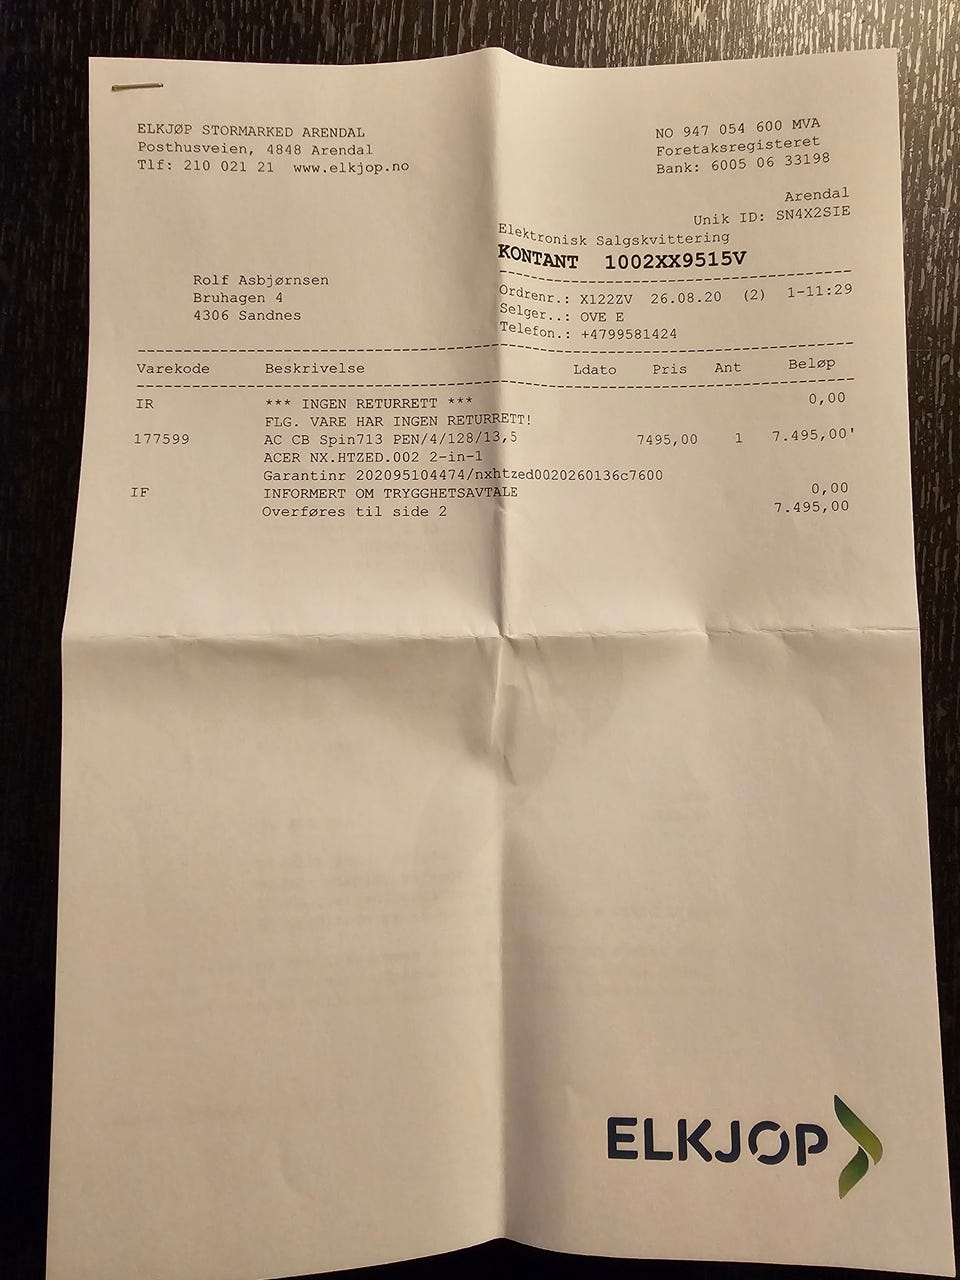 ELKJØP STORMARKED ARENDAL
Posthusveien, 4848 Arendal
Tlf: 210 021 21 www.elkjop.no
NO 947 054 600 MVA
Foretaksregisteret
Bank: 6005 06 33198
Arendal
Unik ID: SN4X2SIE
Elektronisk Salgskvittering
KONTANT 1002XX9515V
Rolf Asbjørnsen
Bruhagen 4
4306 Sandnes
Ordrenr.: X122ZV 26.08.20 (2) 1-11:29
Selger..: OVE E
Telefon.: +4799581424
Varekode Beskrivelse Ldato Pris Ant Beløp
IR *** INGEN RETURRETT *** 0,00
FLG. VARE HAR INGEN RETURRETT!
177599 AC CB Spin713 PEN/4/128/13,5 7495,00 1 7.495,00'
ACER NX.HTZED.002 2-in-1
Garantinr 202095104474/nxhtzed0020260136c7600
IF INFORMERT OM TRYGGHETSAVTALE 0,00
Overføres til side 2 7.495,00
ELKJØP